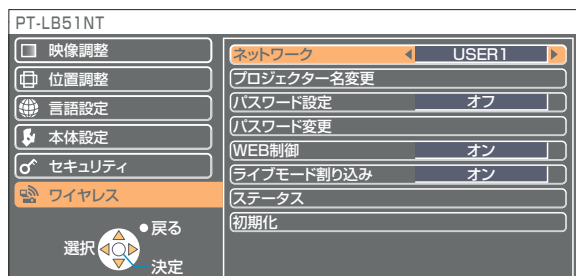 PT-LB51NT
映像調整
位置調整
言語設定
本体設定
セキュリティ
ワイヤレス
戻る
選択
決定
ネットワーク USER1
プロジェクター名変更
パスワード設定 オフ
パスワード変更
WEB制御 オン
ライブモード割り込み オン
ステータス
初期化